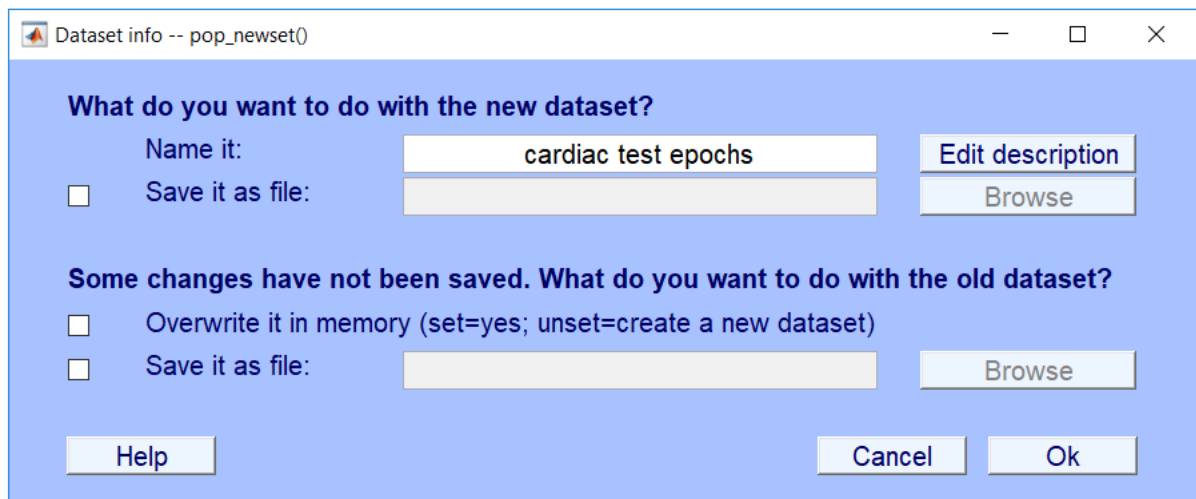 Dataset info -- pop_newset()
What do you want to do with the new dataset?
Name it: cardiac test epochs Edit description
Save it as file: Browse
Some changes have not been saved. What do you want to do with the old dataset?
Overwrite it in memory (set=yes; unset=create a new dataset)
Save it as file: Browse
Help Cancel Ok